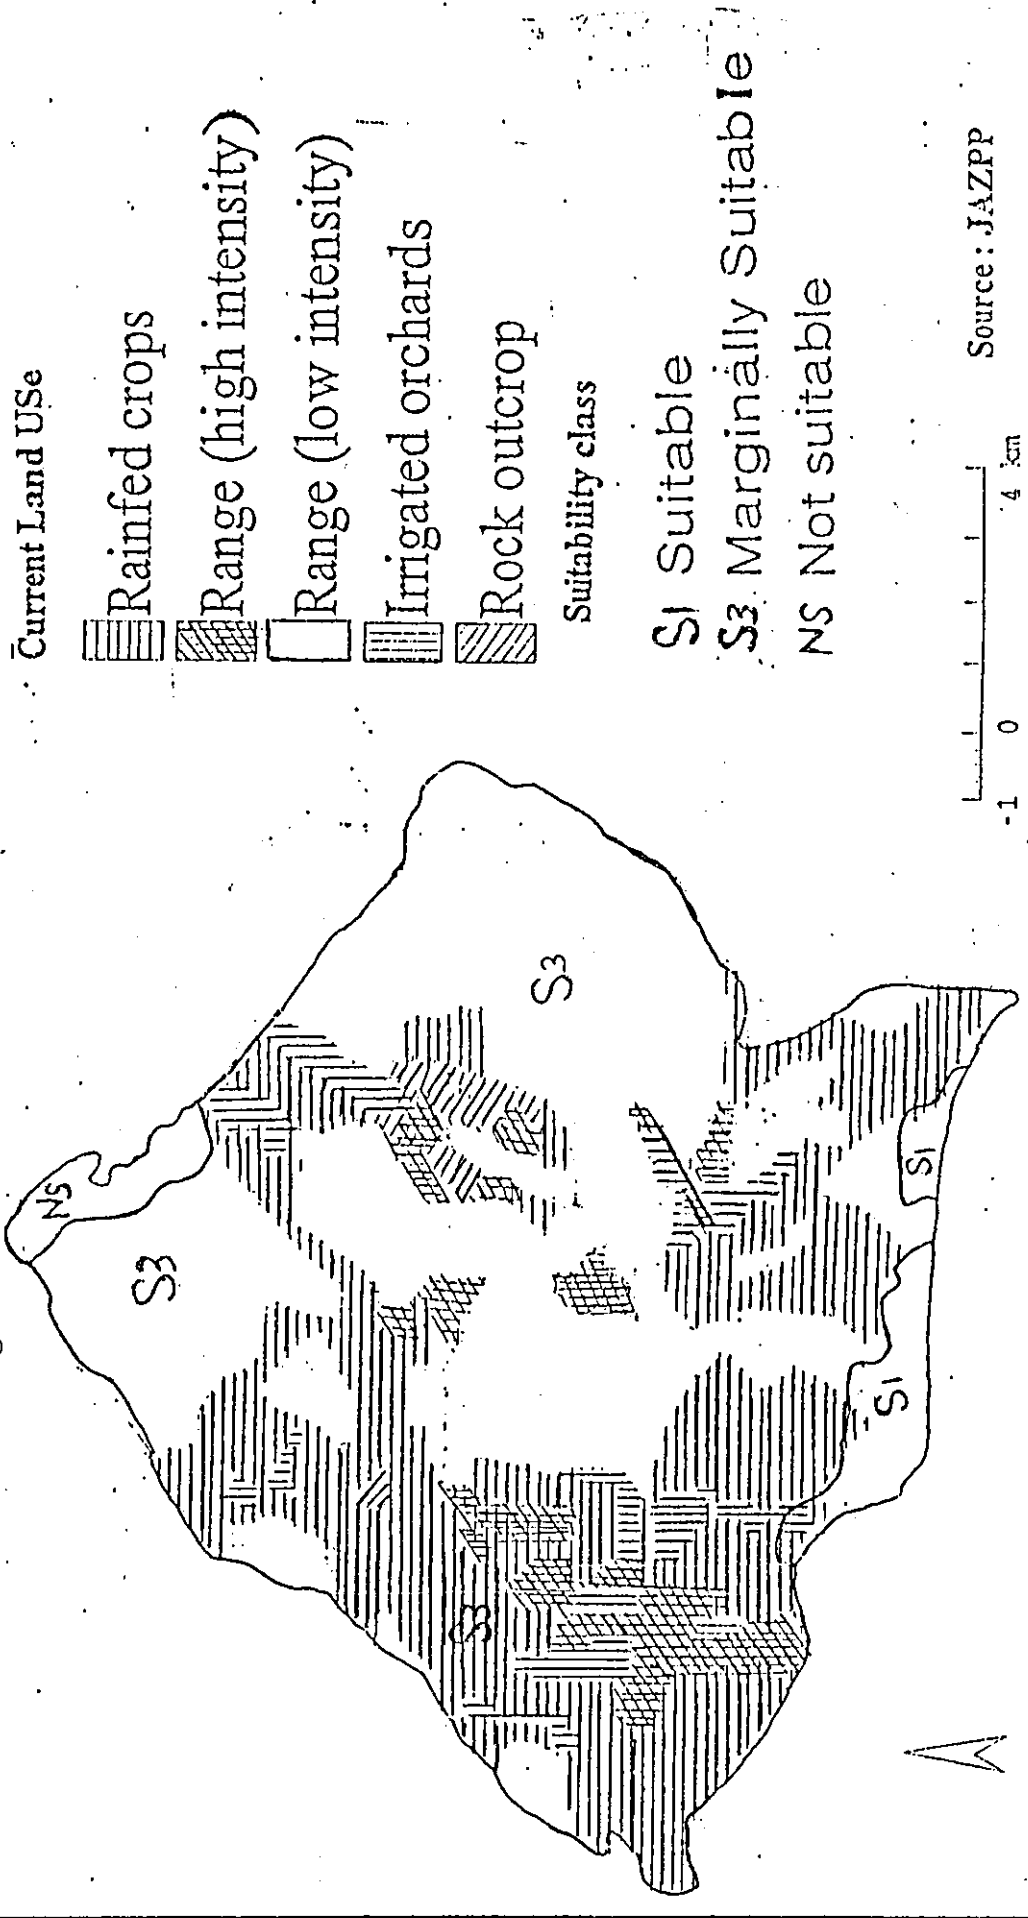 Current Land USe
Rainfed crops
Range (high intensity)
Range (low intensity)
Irrigated orchards
Rock outcrop
Suitability class
S1 Suitable
S3 Marginally Suitable
NS Not suitable
-1 0 4 km
Source: JAZPP
NS
S3
S3
S3
S1
S1